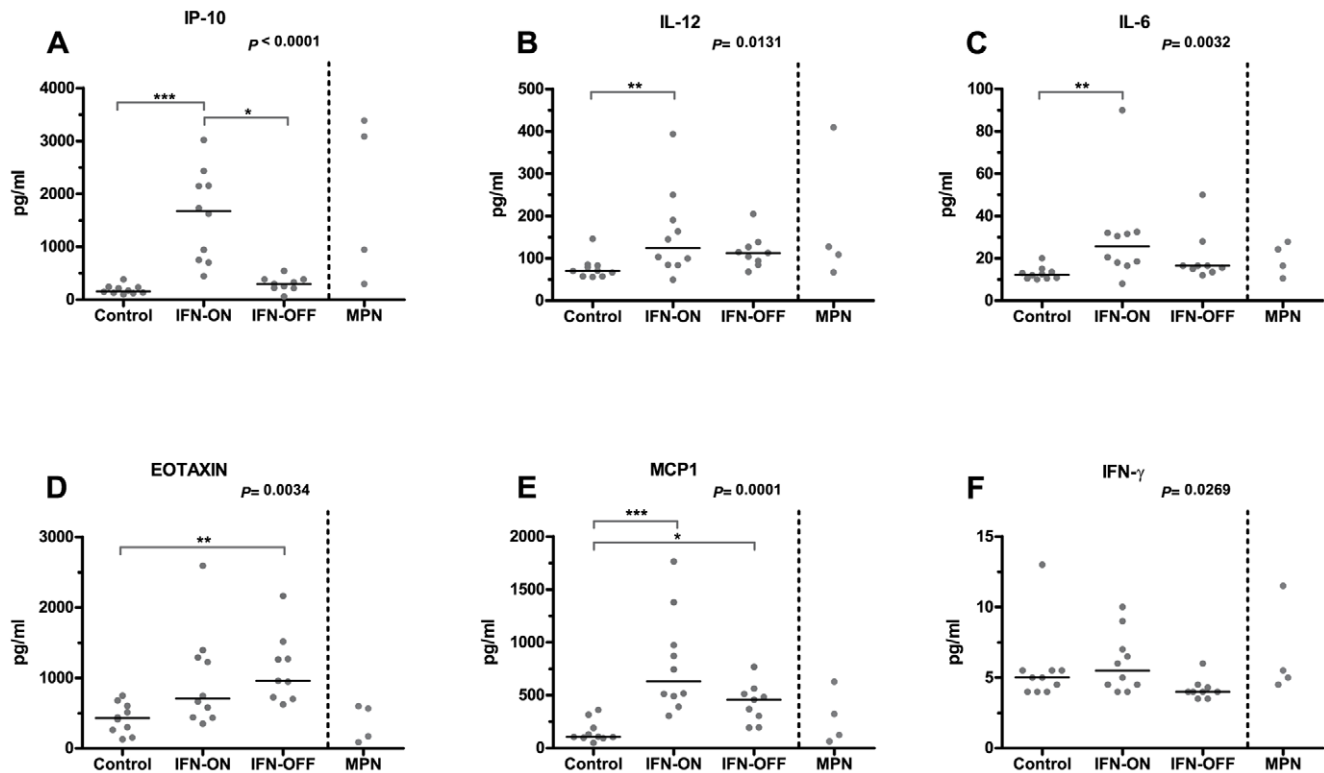 IP-10
A
P < 0.0001
***
*
pg/ml
4000
3000
2000
1000
0
Control IFN-ON IFN-OFF MPN
IL-12
B
P= 0.0131
**
pg/ml
500
400
300
200
100
0
Control IFN-ON IFN-OFF MPN
IL-6
C
P= 0.0032
**
pg/ml
100
80
60
40
20
0
Control IFN-ON IFN-OFF MPN
EOTAXIN
D
P= 0.0034
**
pg/ml
3000
2000
1000
0
Control IFN-ON IFN-OFF MPN
MCP1
E
P= 0.0001
***
*
pg/ml
2000
1500
1000
500
0
Control IFN-ON IFN-OFF MPN
IFN-γ
F
P= 0.0269
pg/ml
15
10
5
0
Control IFN-ON IFN-OFF MPN